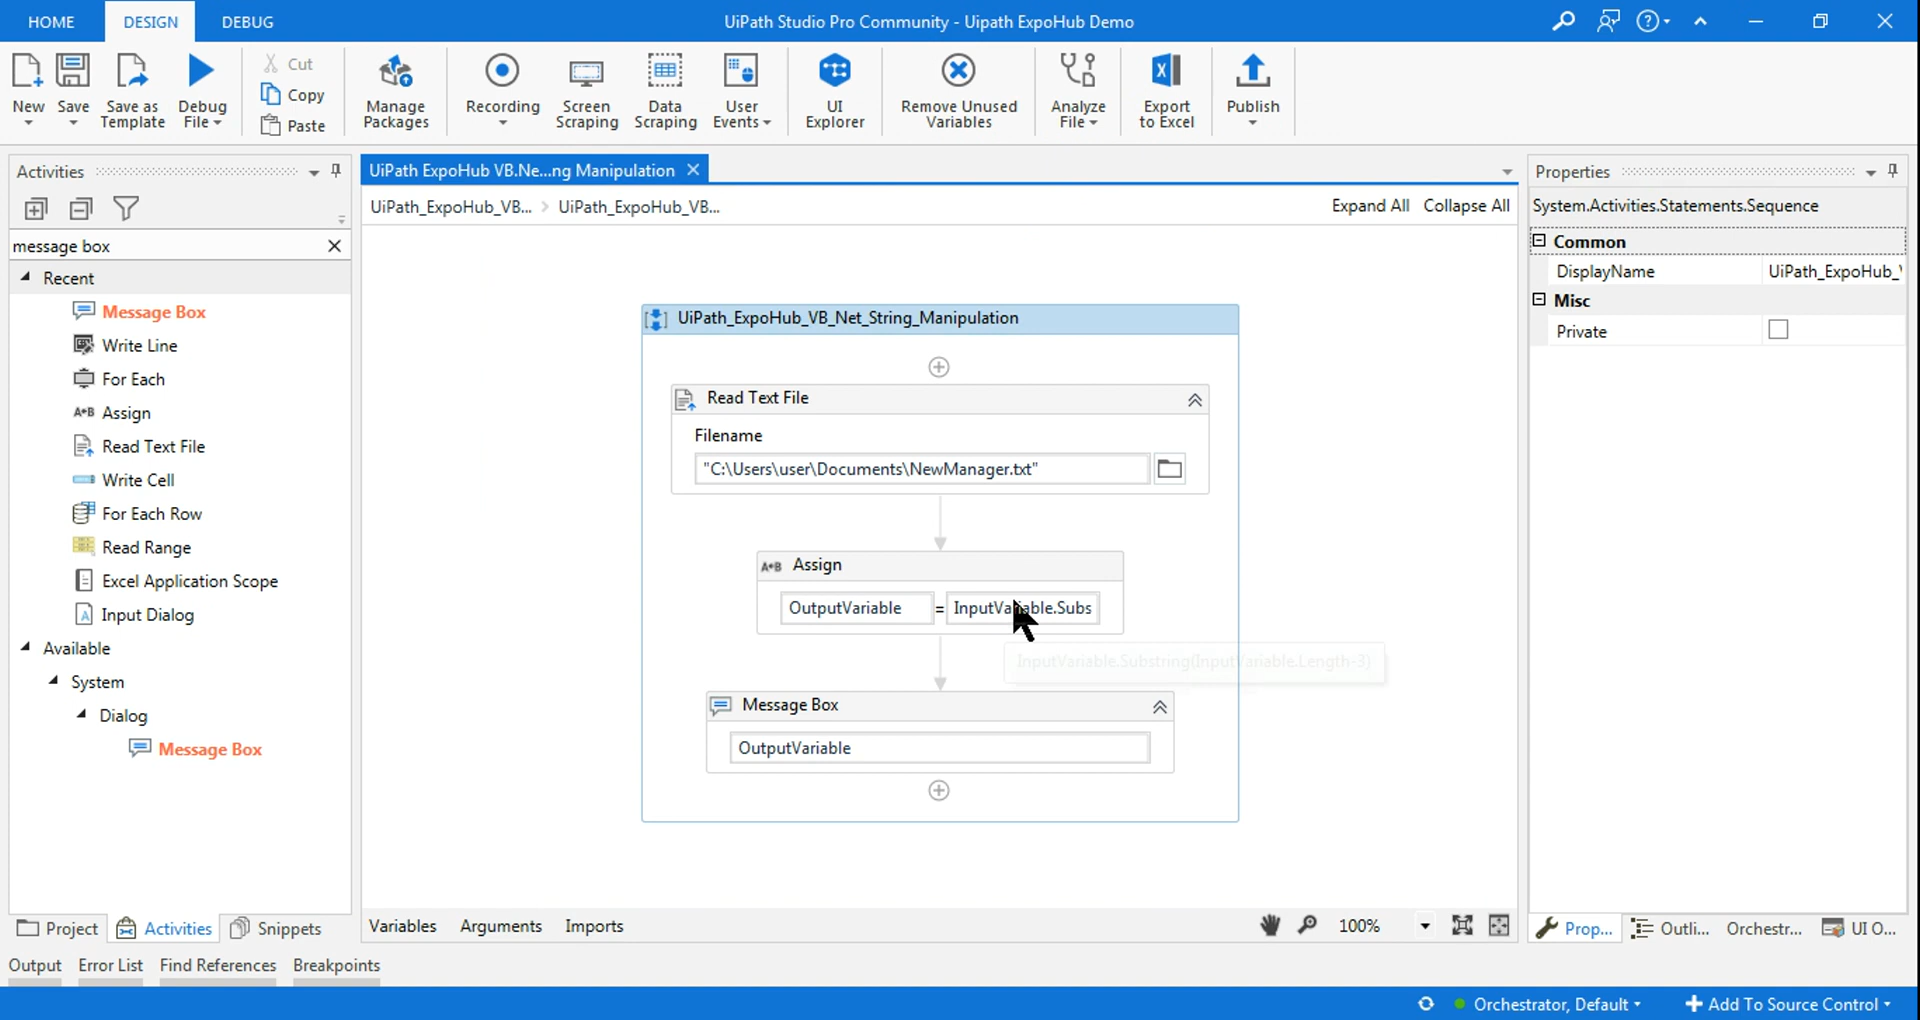 HOME DESIGN DEBUG UiPath Studio Pro Community - Uipath ExpoHub Demo
New Save Save as Template Debug File Cut Copy Paste Manage Packages Recording Screen Scraping Data Scraping User Events UI Explorer Remove Unused Variables Analyze File Export to Excel Publish
Activities
message box
Recent
Message Box
Write Line
For Each
A+B Assign
Read Text File
Write Cell
For Each Row
Read Range
Excel Application Scope
Input Dialog
Available
System
Dialog
Message Box
Project Activities Snippets
UiPath ExpoHub VB.Ne...ng Manipulation
UiPath_ExpoHub_VB... > UiPath_ExpoHub_VB... Expand All Collapse All
UiPath_ExpoHub_VB_Net_String_Manipulation
Read Text File
Filename
"C:\Users\user\Documents\NewManager.txt"
A+B Assign
OutputVariable = InputVariable.Subs
InputVariable.Substring(InputVariable.Length-3)
Message Box
OutputVariable
Variables Arguments Imports 100%
Properties
System.Activities.Statements.Sequence
Common
DisplayName UiPath_ExpoHub_
Misc
Private
Prop... Outli... Orchestr... UI O...
Output Error List Find References Breakpoints
Orchestrator, Default Add To Source Control